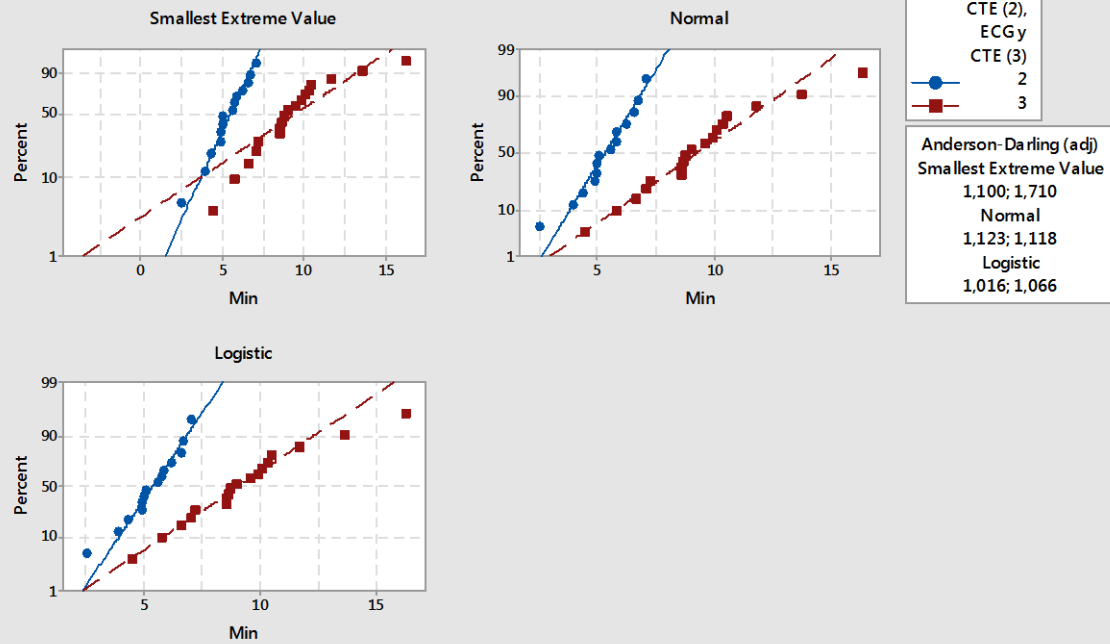 Smallest Extreme Value
Percent
90
50
10
1
0
5
10
15
Min
Normal
Percent
99
90
50
10
1
5
10
15
Min
CTE (2),
ECG y
CTE (3)
2
3
Anderson-Darling (adj)
Smallest Extreme Value
1,100; 1,710
Normal
1,123; 1,118
Logistic
1,016; 1,066
Logistic
Percent
99
90
50
10
1
5
10
15
Min